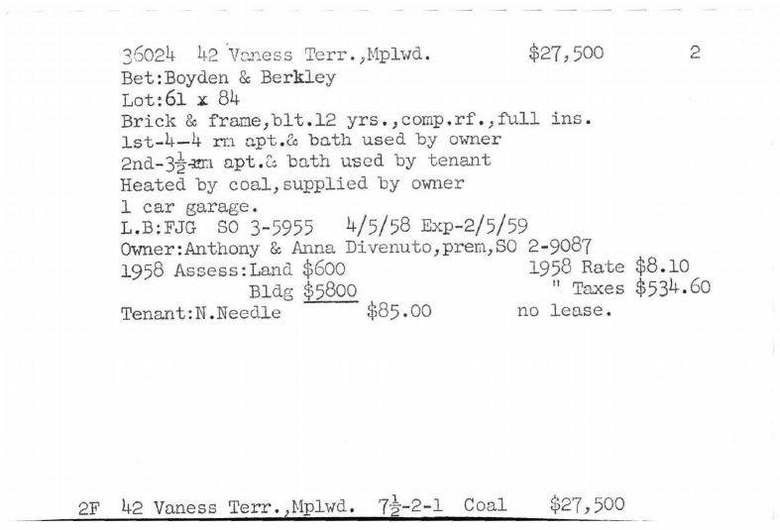 36024 42 Vaness Terr.,Mplwd. $27,500 2
Bet:Boyden & Berkley
Lot:61 x 84
Brick & frame,blt.12 yrs.,comp.rf.,full ins.
1st-4-4 rm apt.& bath used by owner
2nd-3½-rm apt.& bath used by tenant
Heated by coal,supplied by owner
1 car garage.
L.B:FJG SO 3-5955 4/5/58 Exp-2/5/59
Owner:Anthony & Anna Divenuto,prem,SO 2-9087
1958 Assess:Land $600 1958 Rate $8.10
Bldg $5800 " Taxes $534.60
Tenant:N.Needle $85.00 no lease.
2F 42 Vaness Terr.,Mplwd. 7½-2-1 Coal $27,500